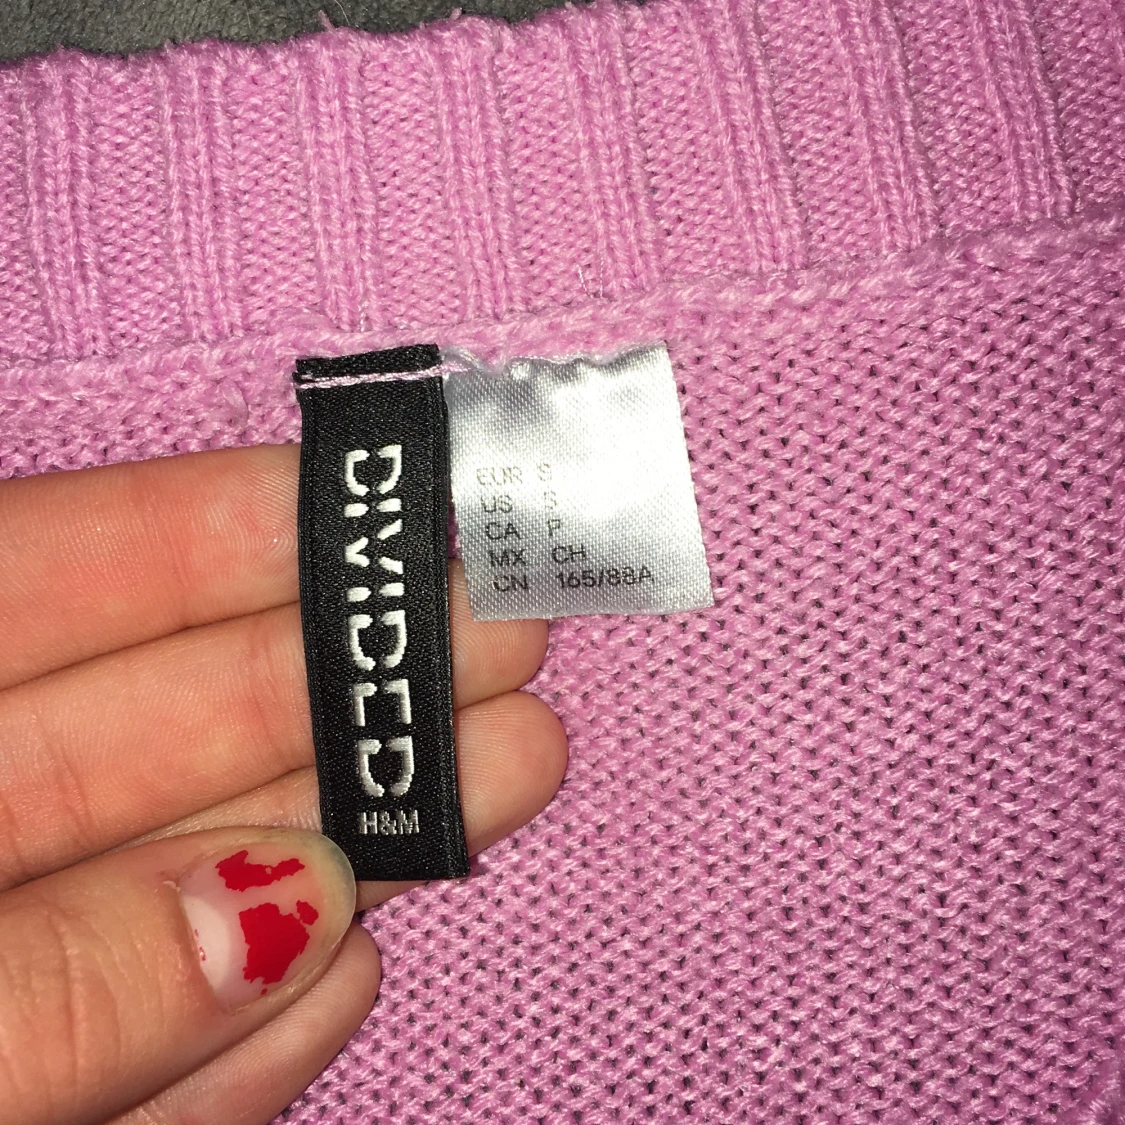 DIVIDED
H&M
EUR S
US S
CA P
MX CH
CN 165/88A